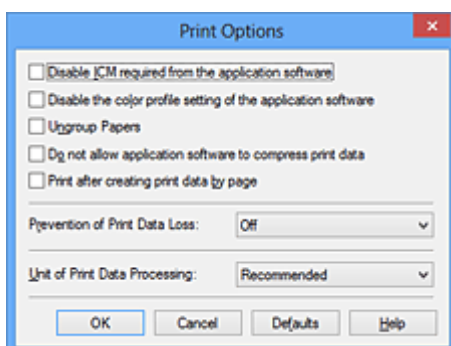 Print Options
Disable ICM required from the application software
Disable the color profile setting of the application software
Ungroup Papers
Do not allow application software to compress print data
Print after creating print data by page
Prevention of Print Data Loss: Off
Unit of Print Data Processing: Recommended
OK Cancel Defaults Help